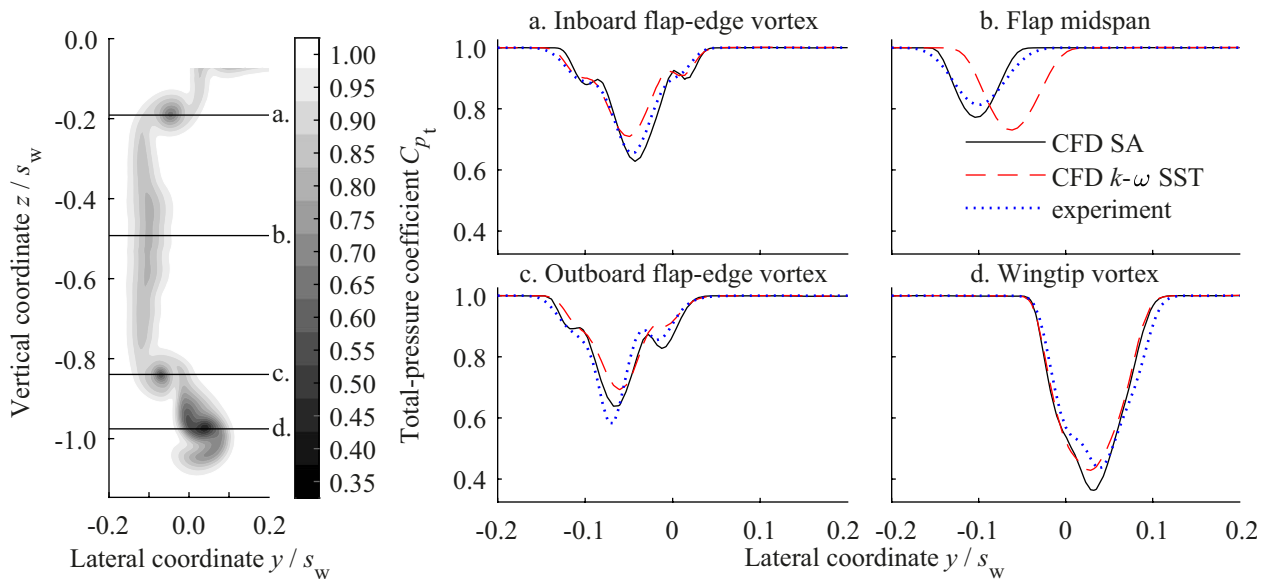 0.0
-0.2
-0.4
-0.6
-0.8
-1.0
Vertical coordinate z / s_w
-0.2 0.0 0.2
Lateral coordinate y / s_w
a.
b.
c.
d.
1.00
0.95
0.90
0.85
0.80
0.75
0.70
0.65
0.60
0.55
0.50
0.45
0.40
0.35
Total-pressure coefficient C_{p_t}
a. Inboard flap-edge vortex
1.0
0.8
0.6
0.4
b. Flap midspan
CFD SA
CFD k-ω SST
experiment
c. Outboard flap-edge vortex
1.0
0.8
0.6
0.4
-0.2 -0.1 0 0.1 0.2
d. Wingtip vortex
-0.2 -0.1 0 0.1 0.2
Lateral coordinate y / s_w